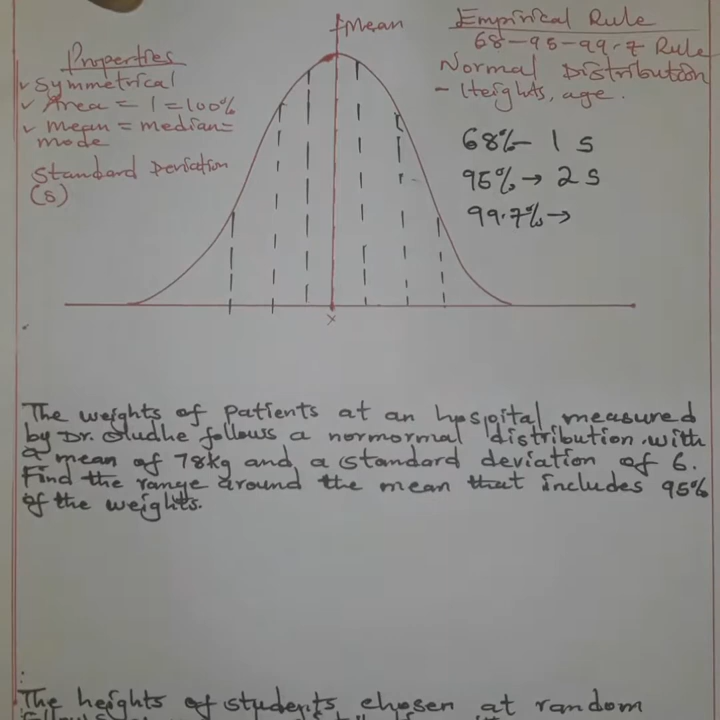 fMean
Empirical Rule
68-95-99.7 Rule
Normal Distribution
- Heights, age.
Properties
✓ Symmetrical
✓ Area = 1 = 100%
✓ mean = median =
mode
Standard Deviation
(s)
68% - 1 s
95% → 2 s
99.7% →
x
The weights of patients at an hospital measured
by Dr. Oludhe follows a normormal distribution with
a mean of 78kg and a standard deviation of 6.
Find the range around the mean that includes 95%
of the weights.
The heights of students chosen at random